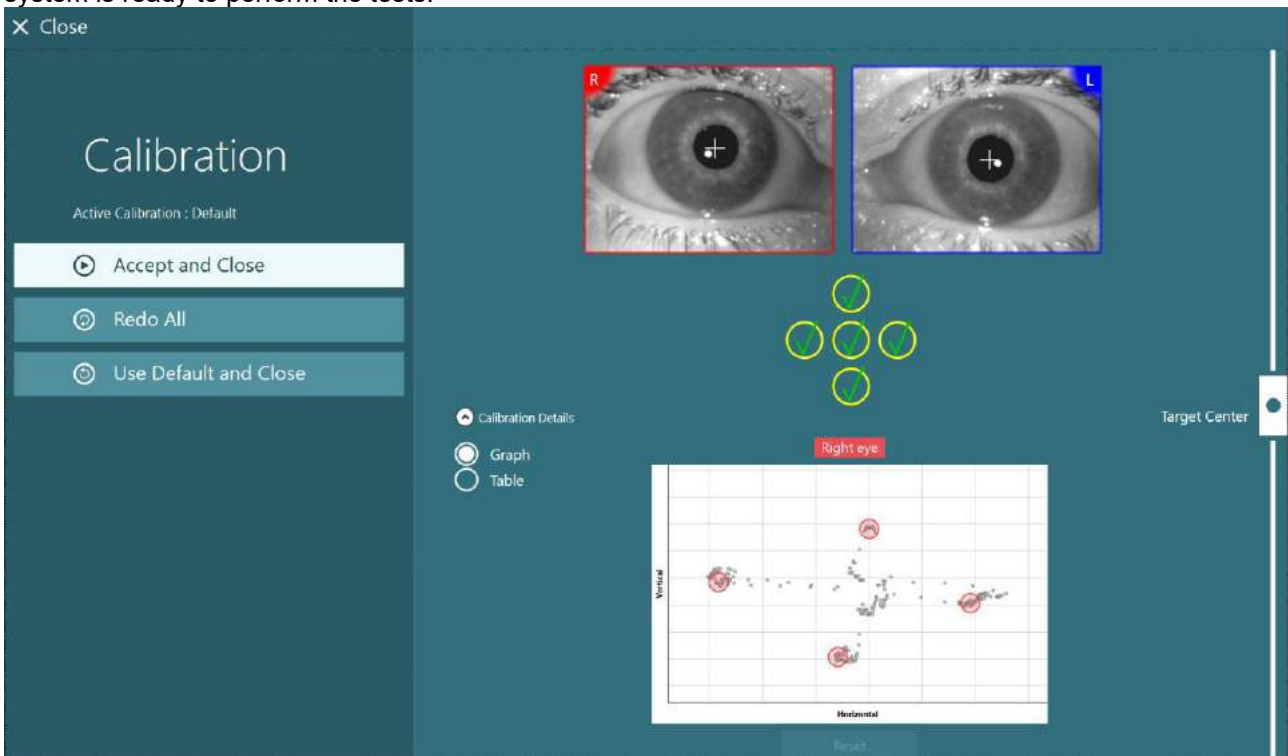 system is ready to perform the tests.
Close
R
L
Calibration
Active Calibration : Default
Accept and Close
Redo All
Use Default and Close
Calibration Details
Target Center
Graph
Table
Right eye
Vertical
Horizontal
Reset